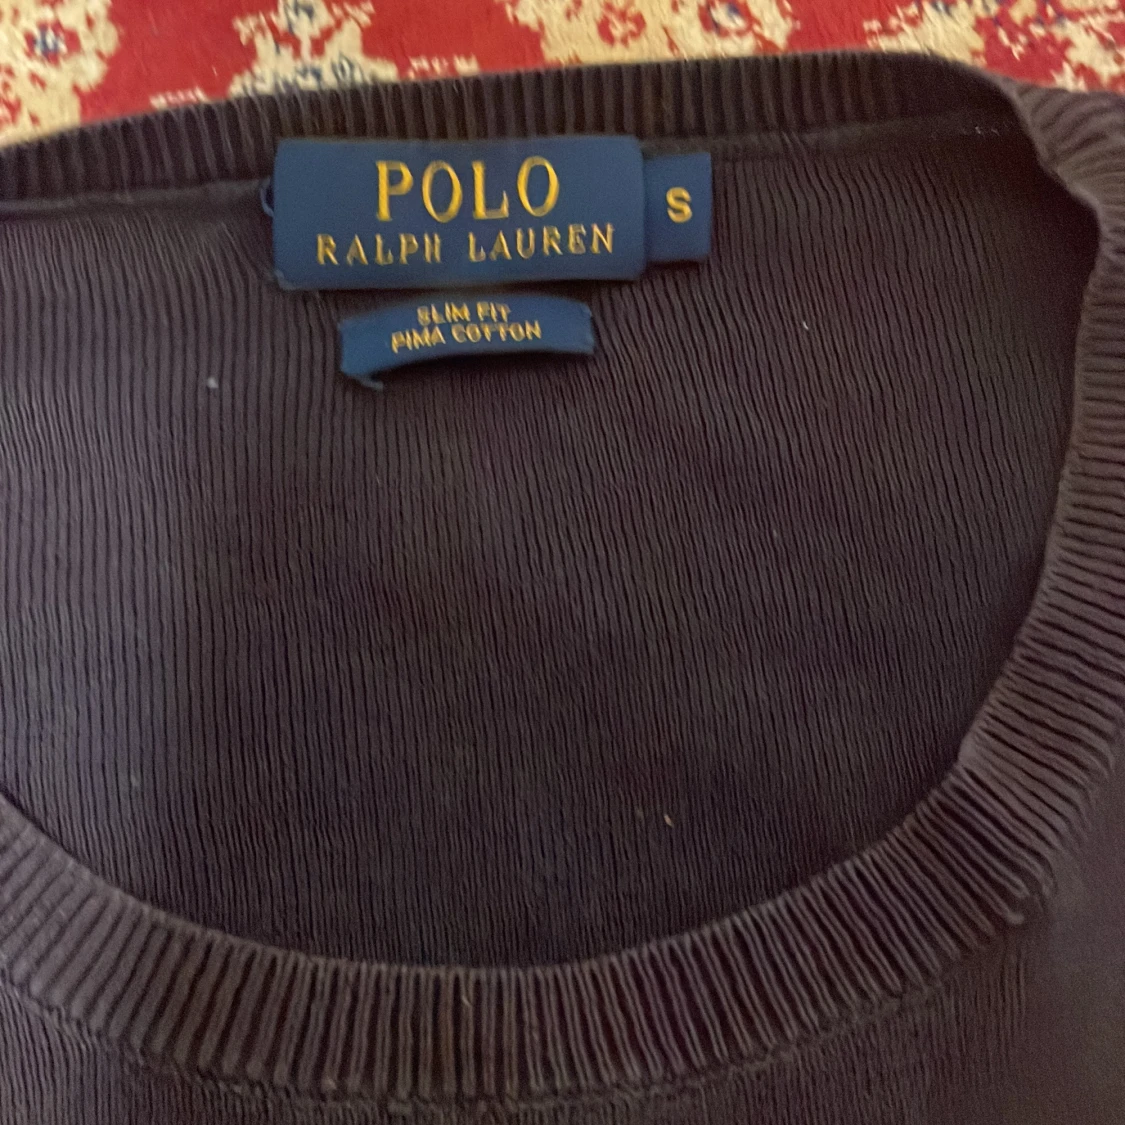 POLO
RALPH LAUREN
S
SLIM FIT
PIMA COTTON